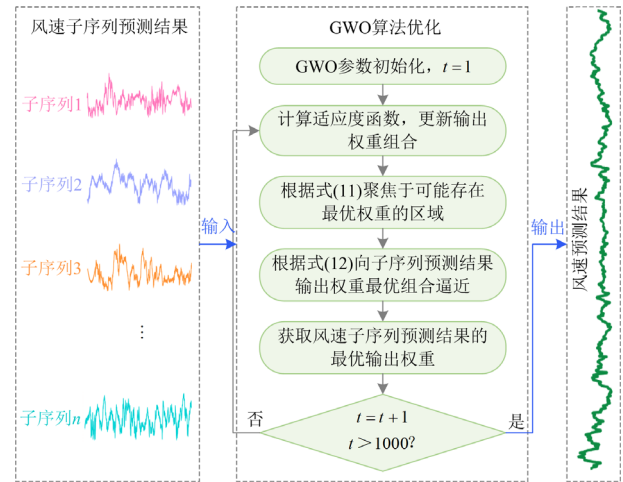 风速子序列预测结果
子序列1
子序列2
子序列3
⋮
子序列n
输入
GWO算法优化
GWO参数初始化，t=1
计算适应度函数，更新输出
权重组合
根据式(11)聚焦于可能存在
最优权重的区域
根据式(12)向子序列预测结果
输出权重最优组合逼近
获取风速子序列预测结果的
最优输出权重
t=t+1
t＞1000?
否
是
输出
风速预测结果